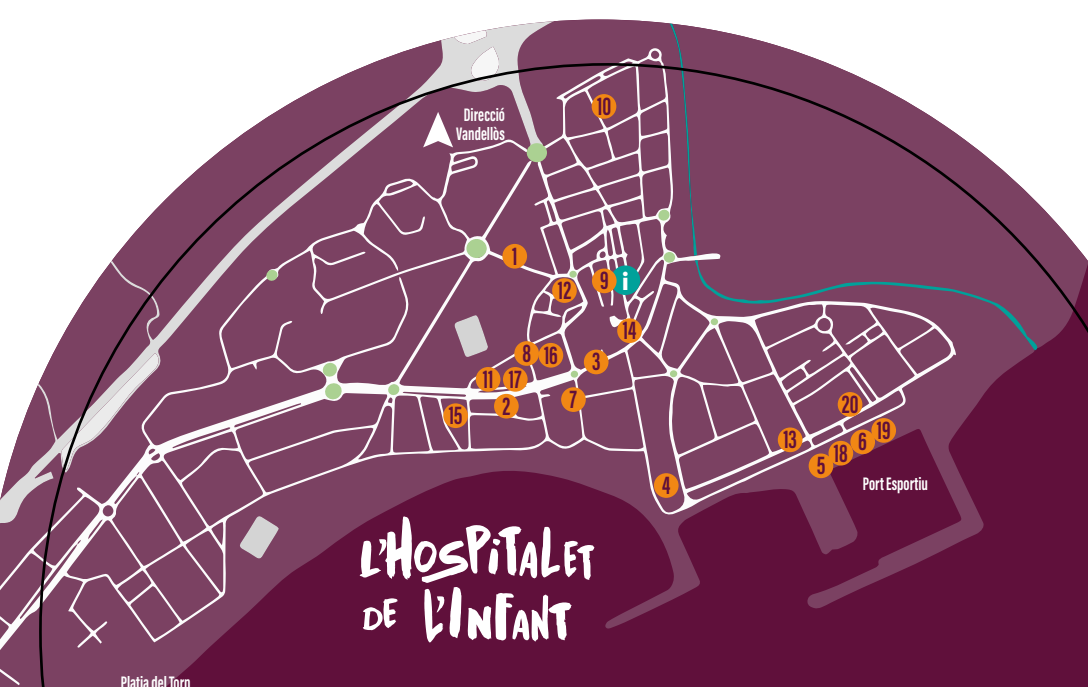 10
Direcció
Vandellòs
1
9
i
12
14
8
16
3
11
17
7
2
15
20
19
13
6
18
5
4
Port Esportiu
L'HOSPITALET
DE L'INFANT
Platja del Torn